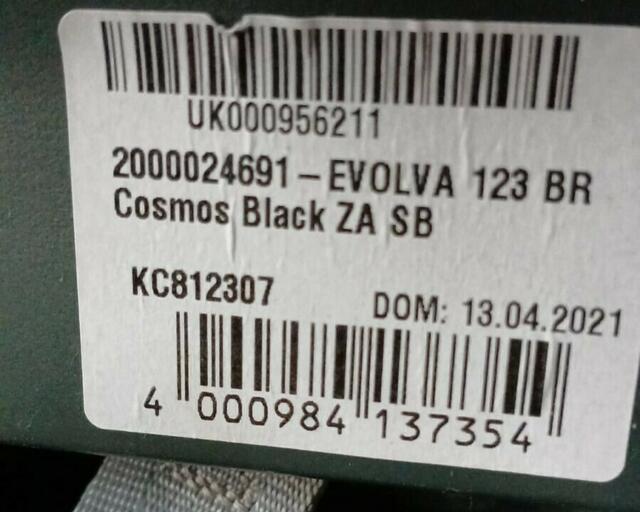 UK000956211
2000024691-EVOLVA 123 BR
Cosmos Black ZA SB
KC812307 DOM: 13.04.2021
4 000984 137354